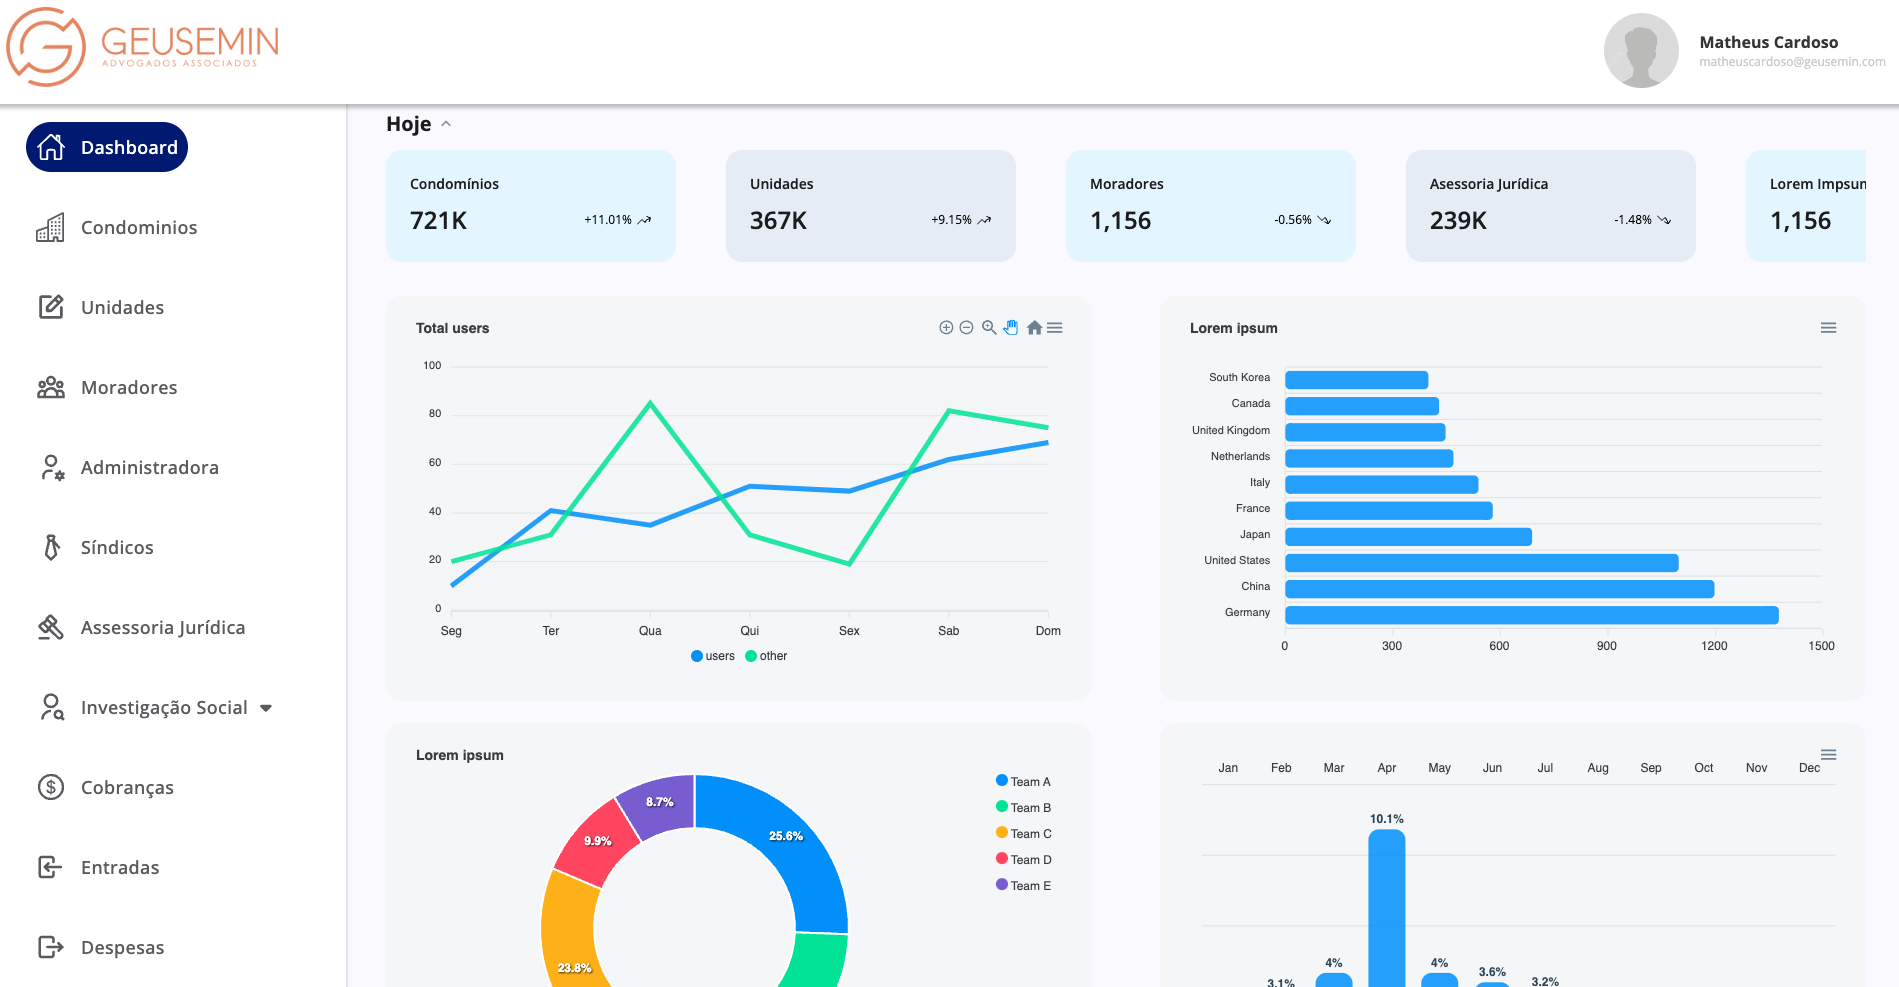 GEUSEMIN
ADVOGADOS ASSOCIADOS
Matheus Cardoso
matheuscardoso@geusemin.com
Dashboard
Condominios
Unidades
Moradores
Administradora
Síndicos
Assessoria Jurídica
Investigação Social
Cobranças
Entradas
Despesas
Hoje
Condomínios
721K
+11.01%
Unidades
367K
+9.15%
Moradores
1,156
-0.56%
Asessoria Jurídica
239K
-1.48%
Lorem Impsum
1,156
Total users
100
80
60
40
20
0
Seg Ter Qua Qui Sex Sab Dom
users other
Lorem ipsum
South Korea
Canada
United Kingdom
Netherlands
Italy
France
Japan
United States
China
Germany
0 300 600 900 1200 1500
Lorem ipsum
8.7%
25.6%
9.9%
23.8%
Team A
Team B
Team C
Team D
Team E
Jan Feb Mar Apr May Jun Jul Aug Sep Oct Nov Dec
10.1%
3.1% 4% 4% 3.6% 3.2%